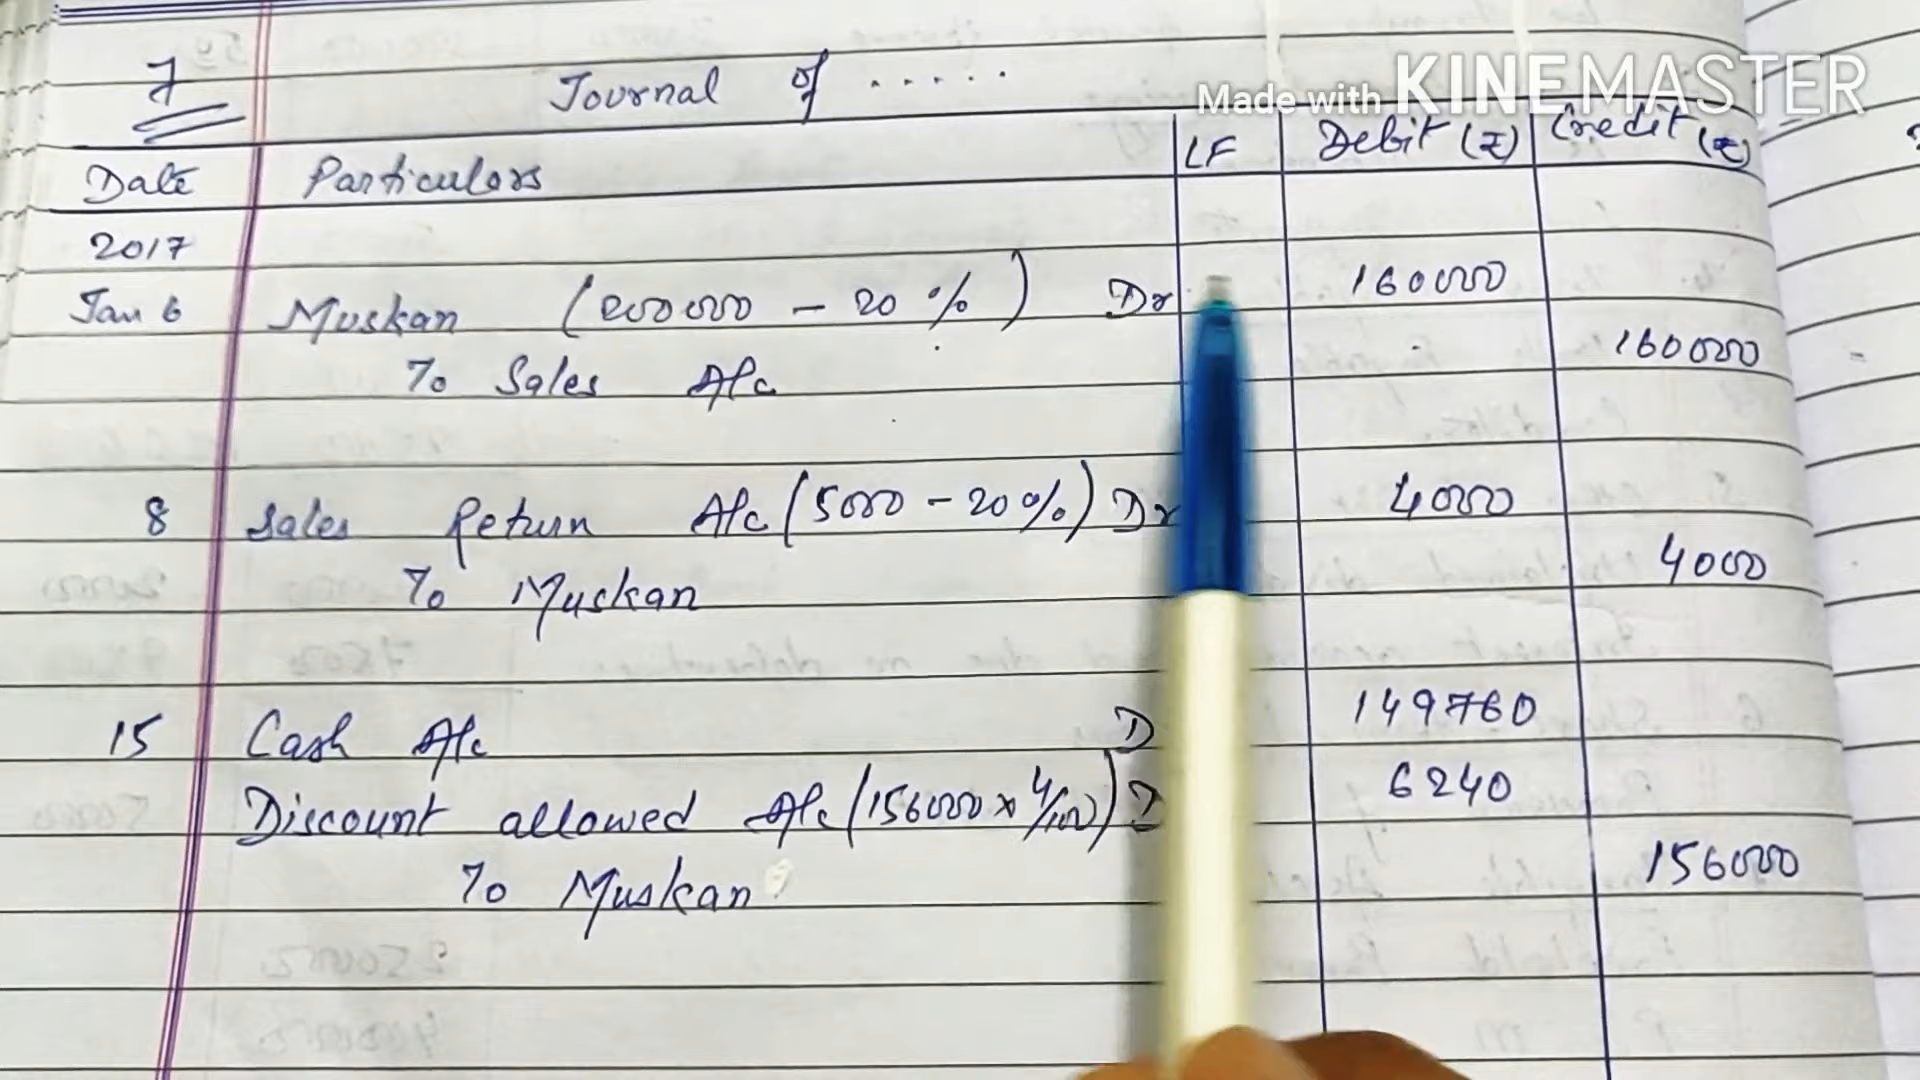 7 Journal of .....
Made with KINEMASTER
Date Particulars LF Debit (₹) Credit (₹)
2017
Jan 6 Muskan (200000 - 20%) Dr 160000
To Sales A/c 160000
8 Sales Return A/c (5000 - 20%) Dr 4000
To Muskan 4000
15 Cash A/c D 149760
Discount allowed A/c (156000 x 4/100) D 6240
To Muskan 156000